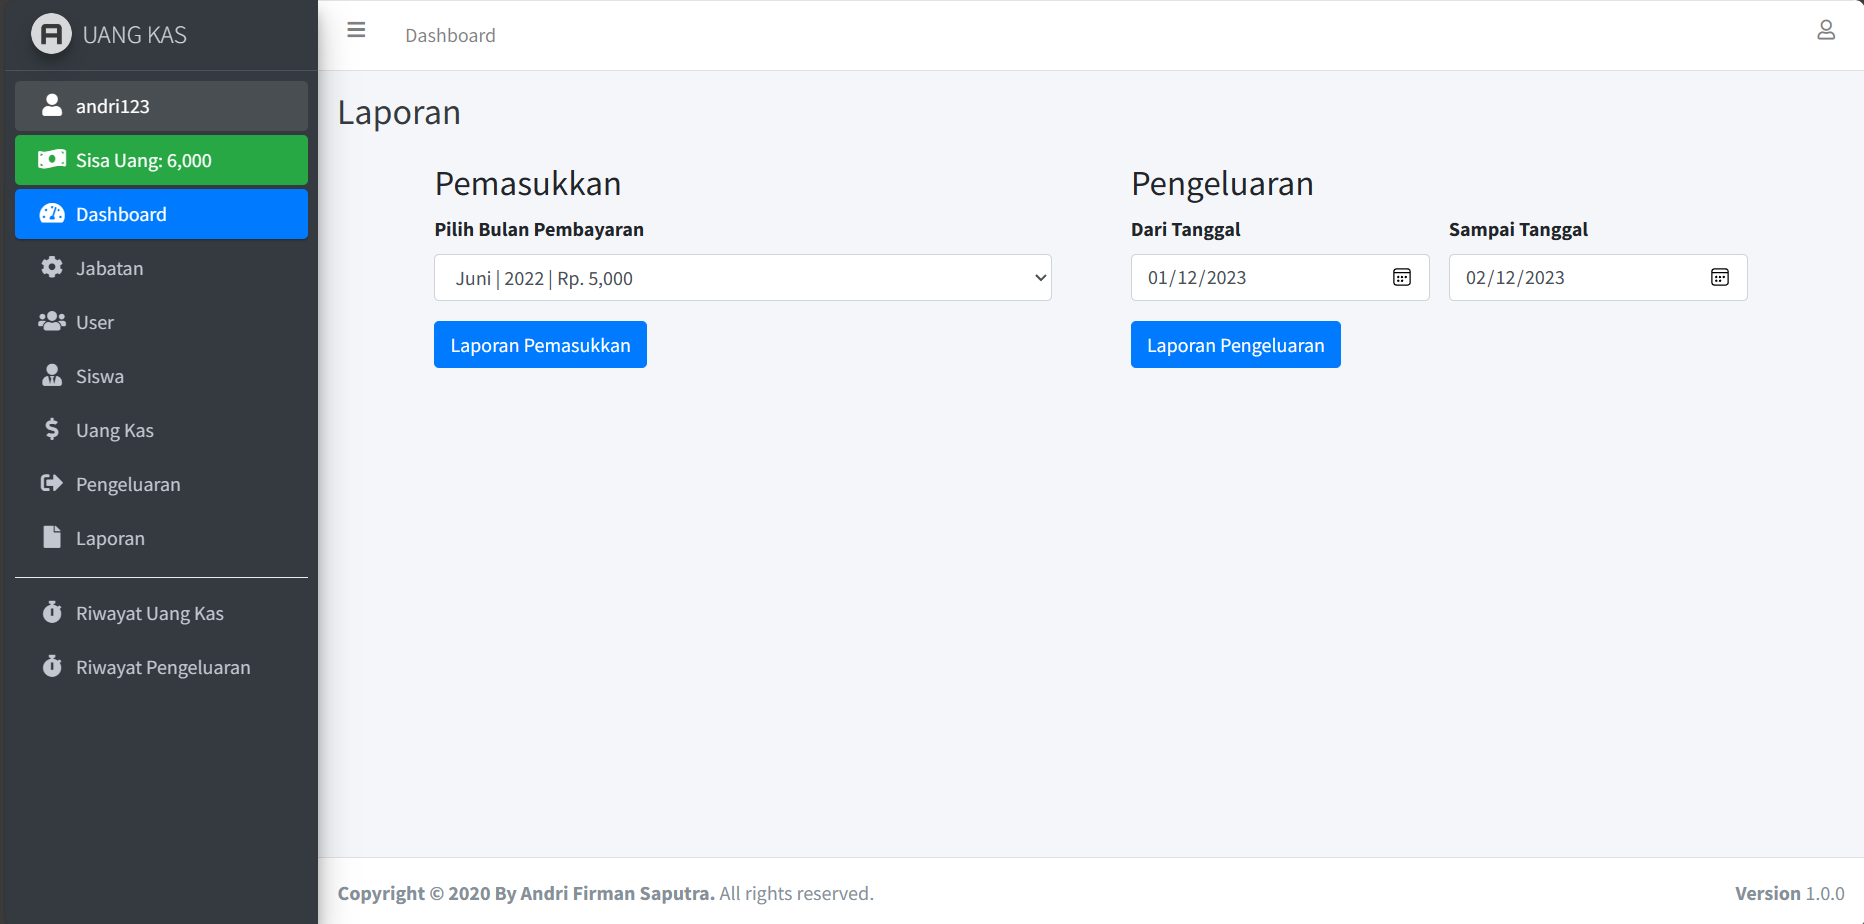 UANG KAS
andri123
Sisa Uang: 6,000
Dashboard
Jabatan
User
Siswa
Uang Kas
Pengeluaran
Laporan
Riwayat Uang Kas
Riwayat Pengeluaran
Dashboard
Laporan
Pemasukkan
Pilih Bulan Pembayaran
Juni | 2022 | Rp. 5,000
Laporan Pemasukkan
Pengeluaran
Dari Tanggal
01/12/2023
Sampai Tanggal
02/12/2023
Laporan Pengeluaran
Copyright © 2020 By Andri Firman Saputra. All rights reserved.
Version 1.0.0